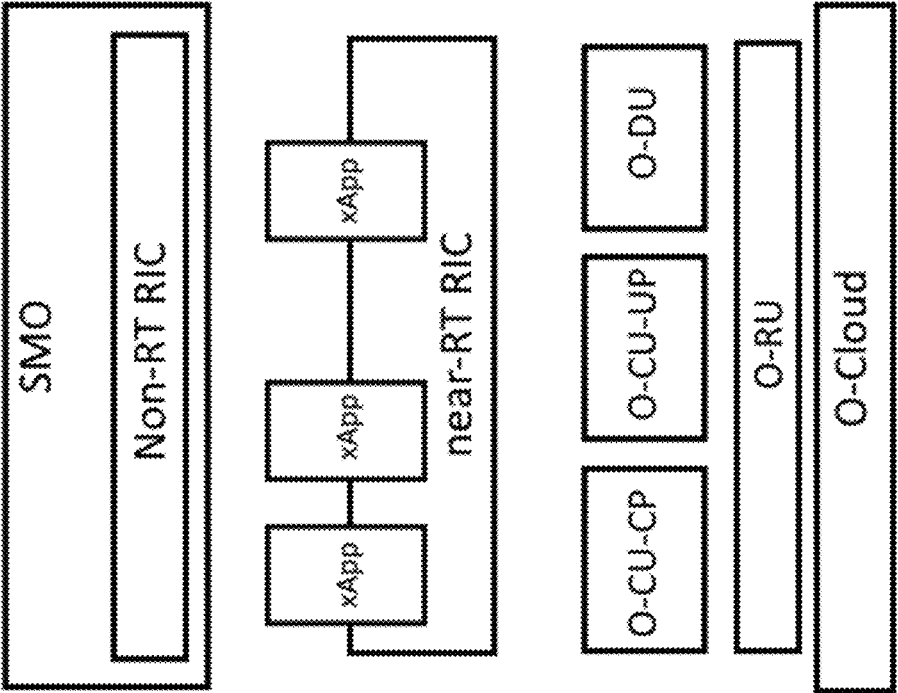 SMO
Non-RT RIC
xApp
xApp
xApp
near-RT RIC
O-CU-CP
O-CU-UP
O-DU
O-RU
O-Cloud